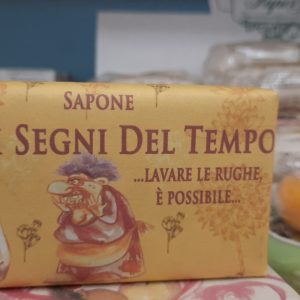 SAPONE
I SEGNI DEL TEMPO
...LAVARE LE RUGHE,
È POSSIBILE...